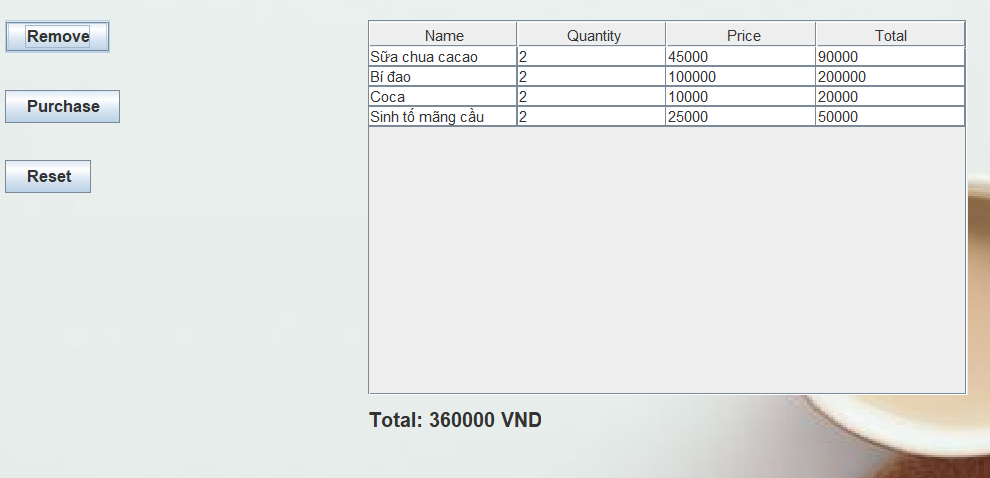 Remove
Purchase
Reset
Name Quantity Price Total
Sữa chua cacao 2 45000 90000
Bí đao 2 100000 200000
Coca 2 10000 20000
Sinh tố mãng cầu 2 25000 50000
Total: 360000 VND